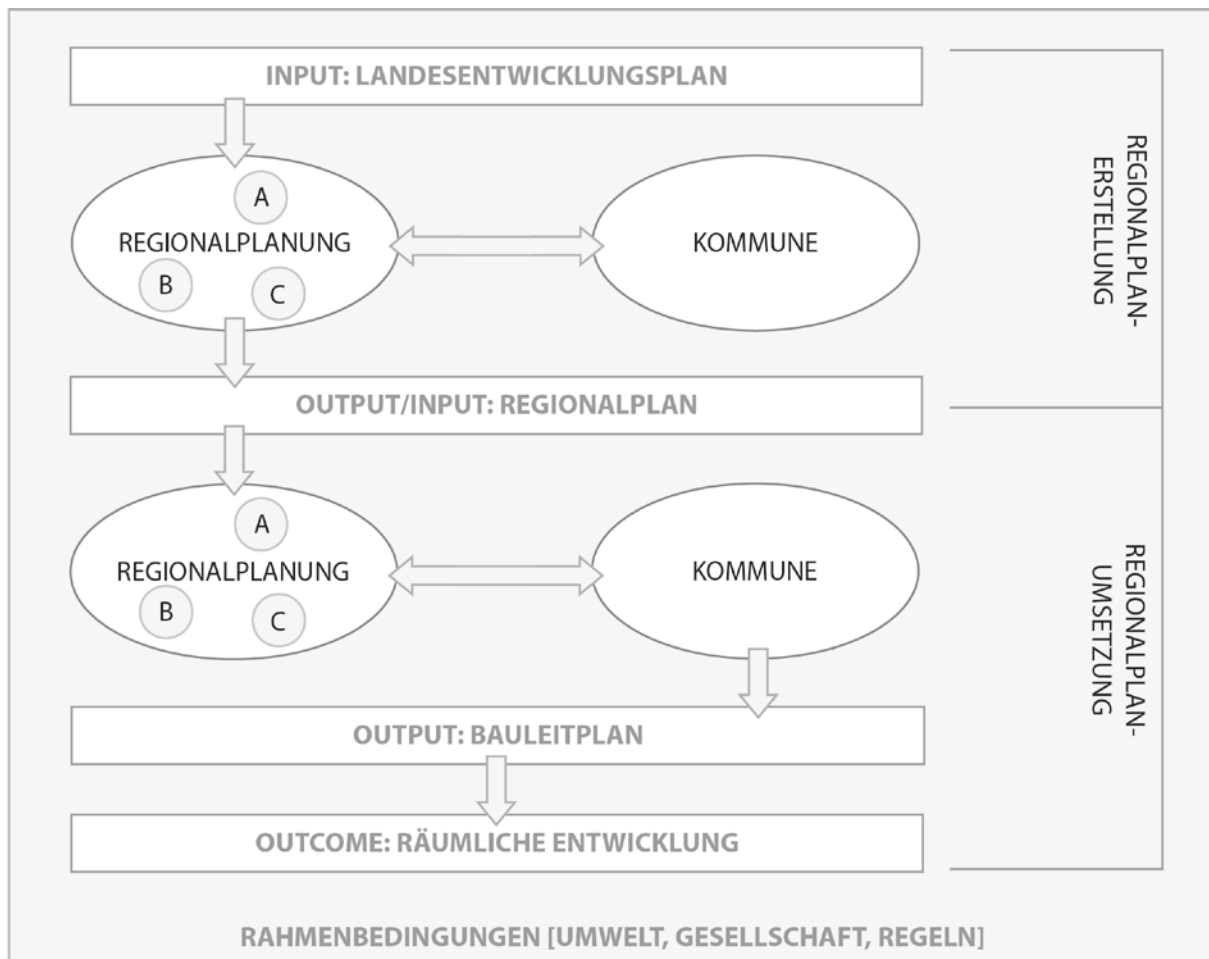 INPUT: LANDESENTWICKLUNGSPLAN
A
REGIONALPLANUNG
B
C
KOMMUNE
REGIONALPLAN-
ERSTELLUNG
OUTPUT/INPUT: REGIONALPLAN
A
REGIONALPLANUNG
B
C
KOMMUNE
REGIONALPLAN-
UMSETZUNG
OUTPUT: BAULEITPLAN
OUTCOME: RÄUMLICHE ENTWICKLUNG
RAHMENBEDINGUNGEN [UMWELT, GESELLSCHAFT, REGELN]